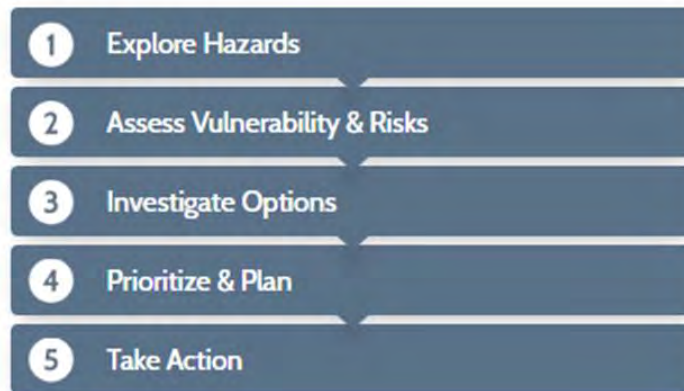 1 Explore Hazards
2 Assess Vulnerability & Risks
3 Investigate Options
4 Prioritize & Plan
5 Take Action